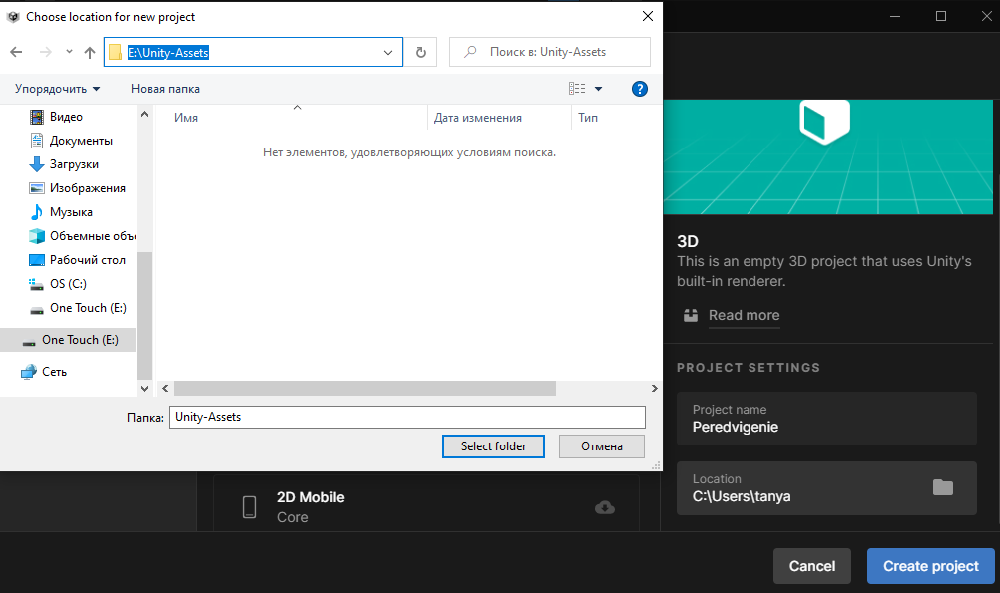 Choose location for new project
E:\Unity-Assets
Поиск в: Unity-Assets
Упорядочить
Новая папка
?
Видео
Документы
Загрузки
Изображения
Музыка
Объемные объ
Рабочий стол
OS (C:)
One Touch (E:)
One Touch (E:)
Сеть
Имя
Дата изменения
Тип
Нет элементов, удовлетворяющих условиям поиска.
Папка:
Unity-Assets
Select folder
Отмена
2D Mobile
Core
3D
This is an empty 3D project that uses Unity's
built-in renderer.
Read more
PROJECT SETTINGS
Project name
Peredvigenie
Location
C:\Users\tanya
Cancel
Create project